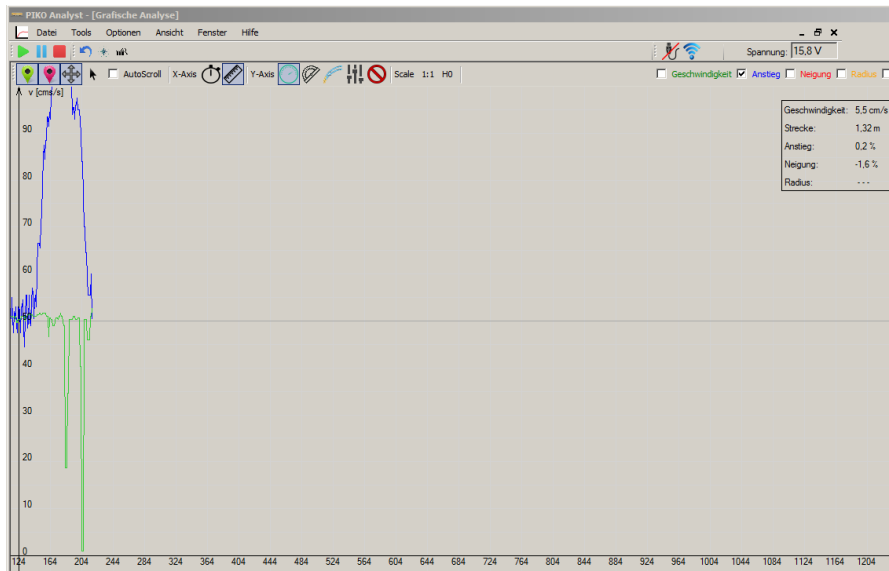 PIKO Analyst - [Grafische Analyse]
Datei Tools Optionen Ansicht Fenster Hilfe
Spannung: 15,8 V
AutoScroll X-Axis Y-Axis Scale 1:1 H0 Geschwindigkeit Anstieg Neigung Radius
v [cms/s]
Geschwindigkeit: 5,5 cm/s
Strecke: 1,32 m
Anstieg: 0,2 %
Neigung: -1,6 %
Radius: - - -
90
80
70
60
50
40
30
20
10
0
124 164 204 244 284 324 364 404 444 484 524 564 604 644 684 724 764 804 844 884 924 964 1004 1044 1084 1124 1164 1204